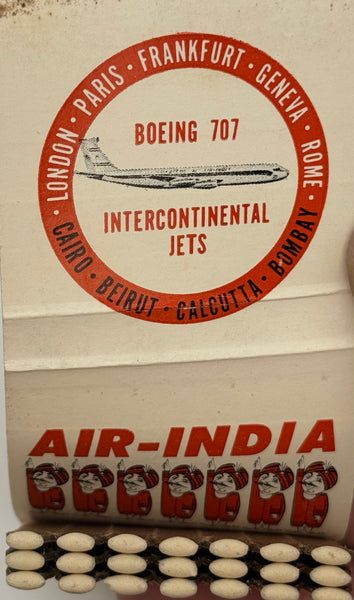 LONDON · PARIS · FRANKFURT · GENEVA · ROME ·
BOEING 707
INTERCONTINENTAL
JETS
CAIRO · BEIRUT · CALCUTTA · BOMBAY
AIR-INDIA